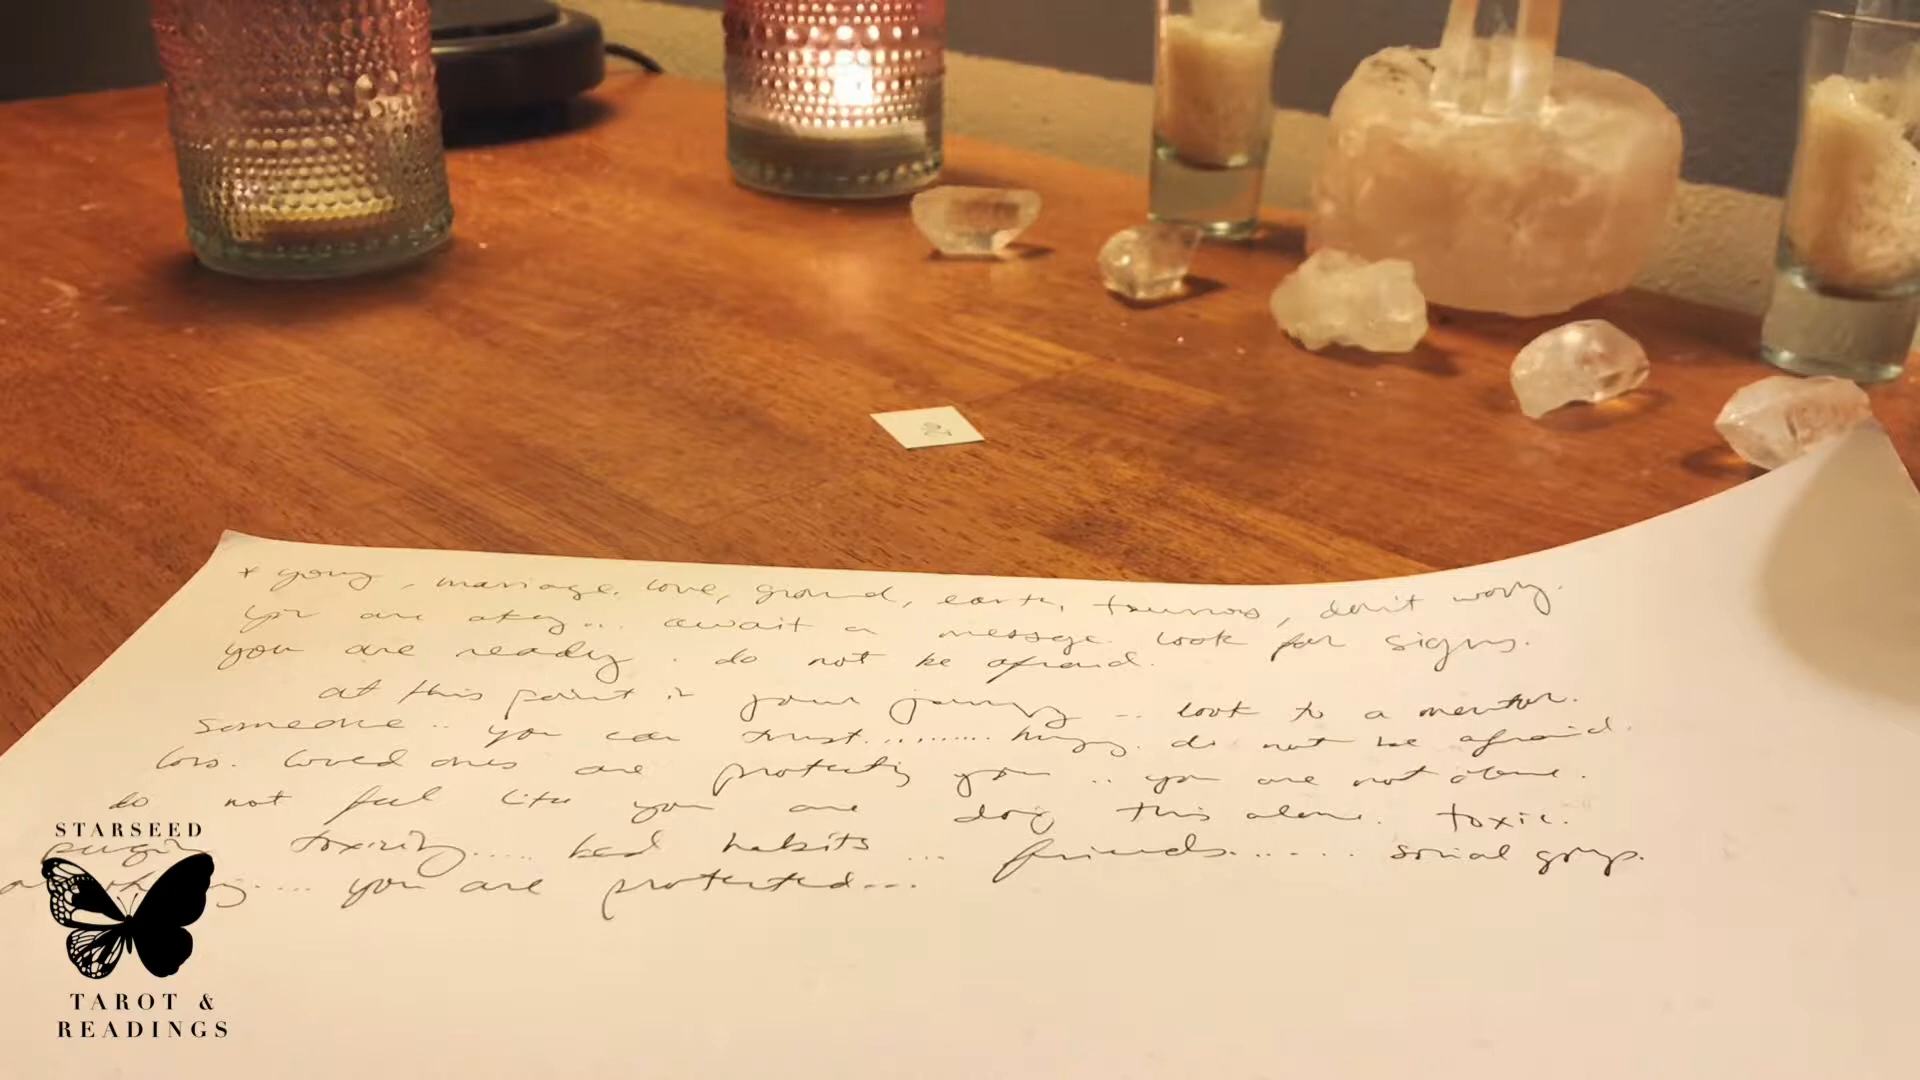 * young, marriage. love, ground, earth, trauma, don't worry.
you are okay... await a message. look for signs.
you are ready. do not be afraid.
at this point in your journey... look to a mentor.
someone.. you can trust......... do not be afraid.
loss. loved ones are protecting you.. you are not alone.
do not feel like you are doing this alone. toxic.
toxicity..... bad habits ... friends...... social group.
.... you are protected...
STARSEED
TAROT &
READINGS